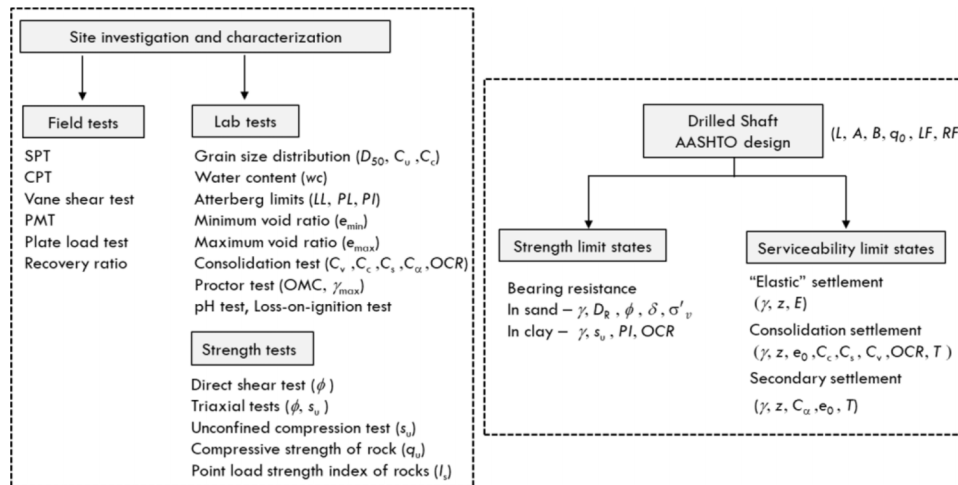 Site investigation and characterization
Field tests
SPT
CPT
Vane shear test
PMT
Plate load test
Recovery ratio
Lab tests
Grain size distribution (D₅₀, Cᵤ ,C꜀)
Water content (wc)
Atterberg limits (LL, PL, PI)
Minimum void ratio (eₘᵢₙ)
Maximum void ratio (eₘₐₓ)
Consolidation test (Cᵥ ,C꜀ ,Cₛ ,Cα ,OCR)
Proctor test (OMC, γₘₐₓ)
pH test, Loss-on-ignition test
Strength tests
Direct shear test (ϕ)
Triaxial tests (ϕ, sᵤ)
Unconfined compression test (sᵤ)
Compressive strength of rock (qᵤ)
Point load strength index of rocks (Iₛ)
Drilled Shaft
AASHTO design
(L, A, B, q₀ , LF, RF
Strength limit states
Bearing resistance
In sand – γ, D_R , ϕ , δ, σ′ᵥ
In clay – γ, sᵤ , PI, OCR
Serviceability limit states
“Elastic” settlement
(γ, z, E)
Consolidation settlement
(γ, z, e₀ ,C꜀ ,Cₛ , Cᵥ ,OCR, T )
Secondary settlement
(γ, z, Cα ,e₀ , T)